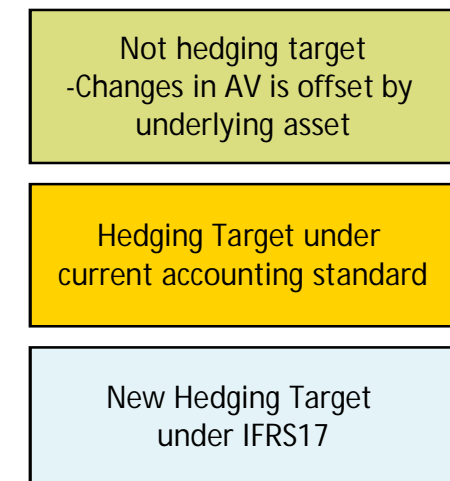 Not hedging target
-Changes in AV is offset by
underlying asset
Hedging Target under
current accounting standard
New Hedging Target
under IFRS17